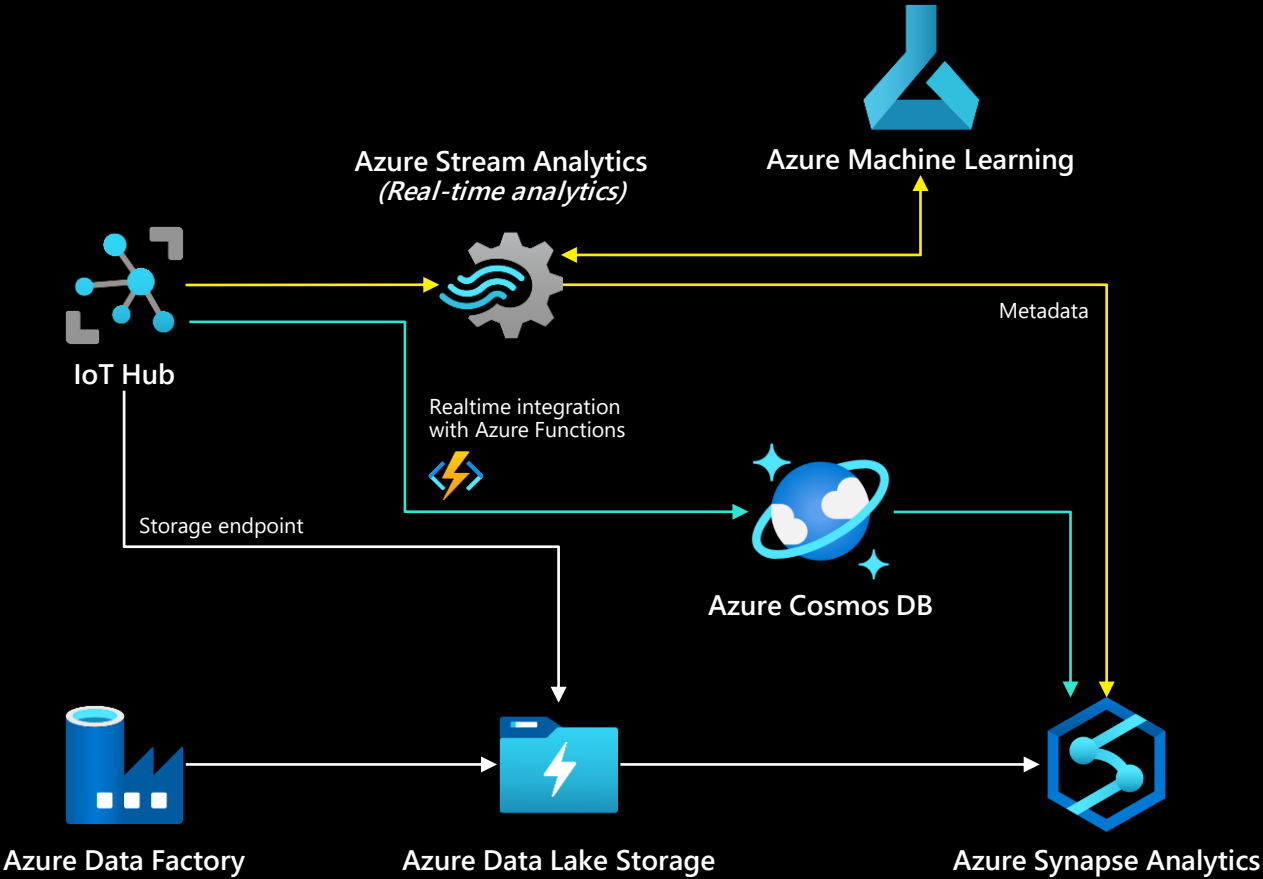 Azure Stream Analytics
(Real-time analytics)
Azure Machine Learning
Metadata
IoT Hub
Realtime integration
with Azure Functions
Storage endpoint
Azure Cosmos DB
Azure Data Factory
Azure Data Lake Storage
Azure Synapse Analytics